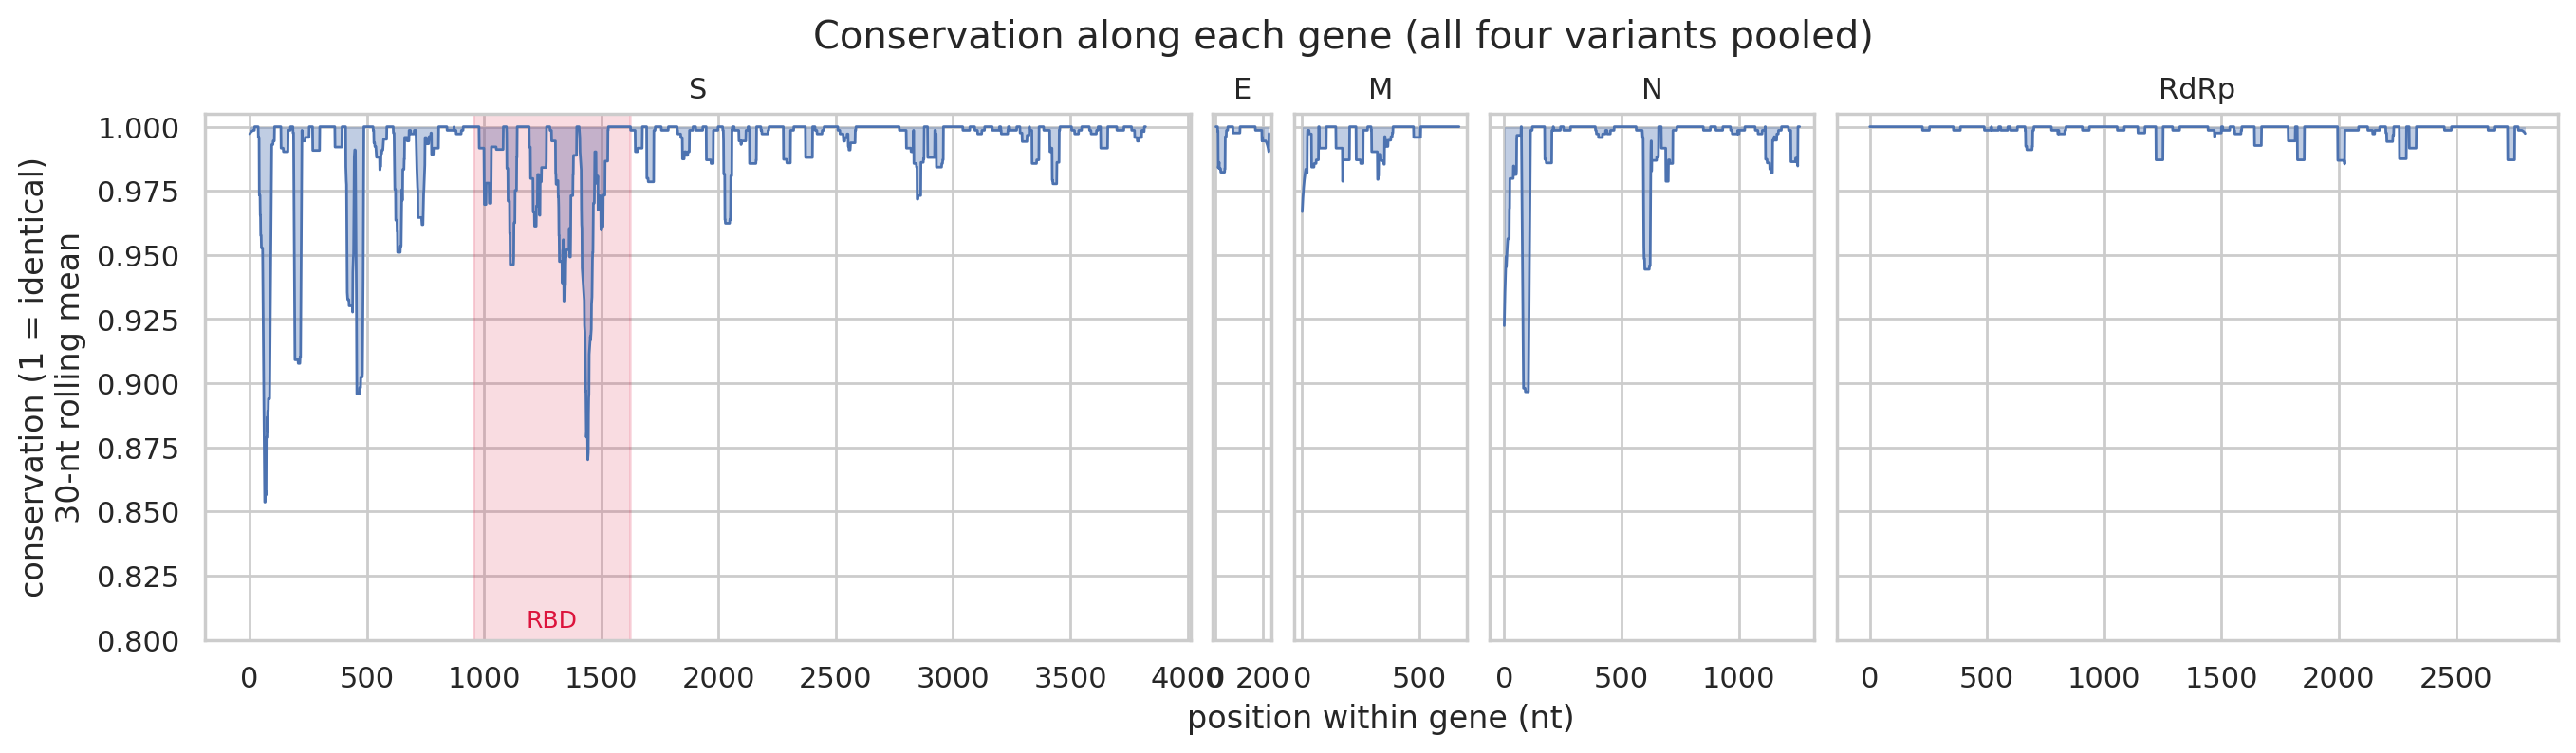 Conservation along each gene (all four variants pooled)
S E M N RdRp
conservation (1 = identical)
30-nt rolling mean
1.000
0.975
0.950
0.925
0.900
0.875
0.850
0.825
0.800
RBD
0 500 1000 1500 2000 2500 3000 3500 4000
0 200
0 500
0 500 1000
0 500 1000 1500 2000 2500
position within gene (nt)